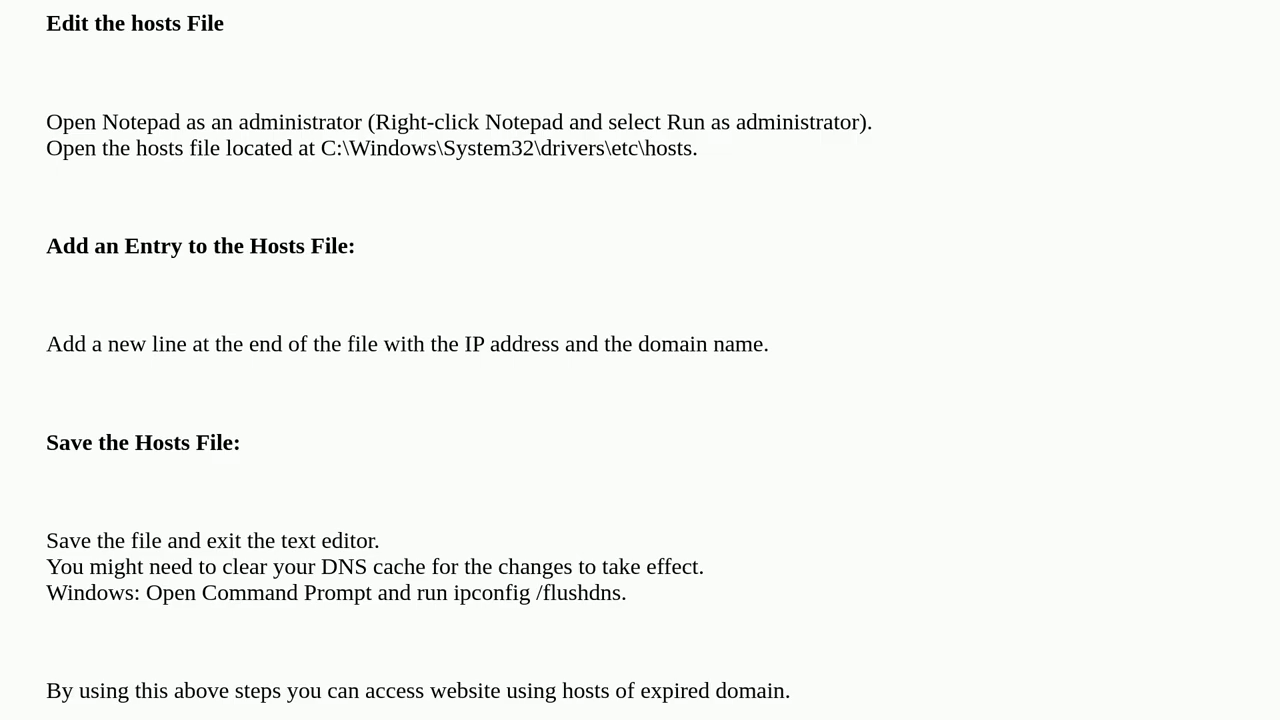 Edit the hosts File
Open Notepad as an administrator (Right-click Notepad and select Run as administrator).
Open the hosts file located at C:\Windows\System32\drivers\etc\hosts.
Add an Entry to the Hosts File:
Add a new line at the end of the file with the IP address and the domain name.
Save the Hosts File:
Save the file and exit the text editor.
You might need to clear your DNS cache for the changes to take effect.
Windows: Open Command Prompt and run ipconfig /flushdns.
By using this above steps you can access website using hosts of expired domain.